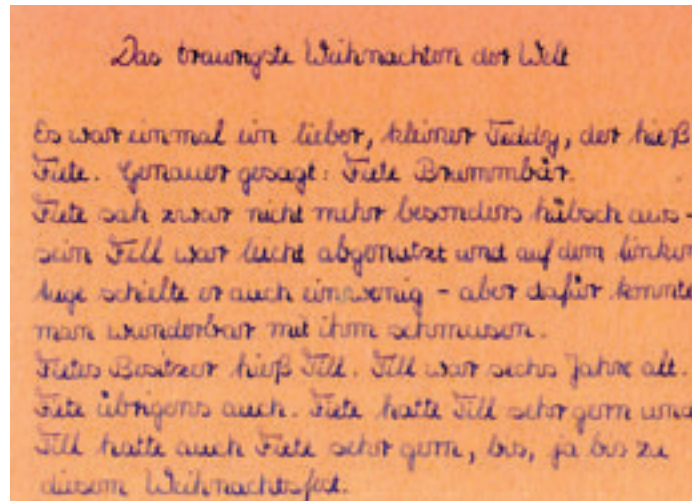 Das traurigste Weihnachten der Welt
Es war einmal ein lieber, kleiner Teddy, der hieß
Fiete. Genauer gesagt: Fiete Brummbär.
Fiete sah zwar nicht mehr besonders hübsch aus -
sein Fell war leicht abgenutzt und auf dem linken
Auge schielte er auch ein wenig - aber dafür konnte
man wunderbar mit ihm schmusen.
Fietes Besitzer hieß Till. Till war sechs Jahre alt.
Fiete übrigens auch. Fiete hatte Till sehr gern und
Till hatte auch Fiete sehr gern, bis, ja bis zu
diesem Weihnachtsfest.